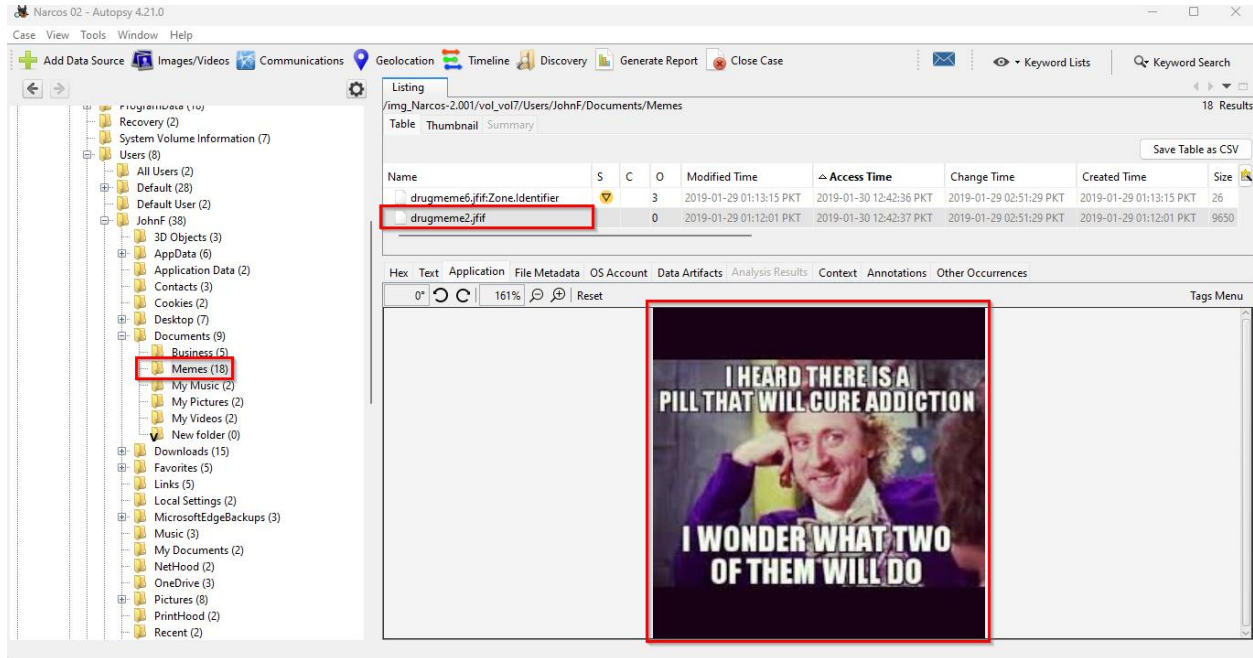 Narcos 02 - Autopsy 4.21.0
Case View Tools Window Help
Add Data Source Images/Videos Communications Geolocation Timeline Discovery Generate Report Close Case Keyword Lists Keyword Search
Listing
/img_Narcos-2.001/vol_vol7/Users/JohnF/Documents/Memes 18 Results
Table Thumbnail Summary
Save Table as CSV
Name S C O Modified Time Access Time Change Time Created Time Size
drugmeme6.jfif:Zone.Identifier 3 2019-01-29 01:13:15 PKT 2019-01-30 12:42:36 PKT 2019-01-29 02:51:29 PKT 2019-01-29 01:13:15 PKT 26
drugmeme2.jfif 0 2019-01-29 01:12:01 PKT 2019-01-30 12:42:37 PKT 2019-01-29 02:51:29 PKT 2019-01-29 01:12:01 PKT 9650
Hex Text Application File Metadata OS Account Data Artifacts Analysis Results Context Annotations Other Occurrences
0° 161% Reset Tags Menu
I HEARD THERE IS A
PILL THAT WILL CURE ADDICTION
I WONDER WHAT TWO
OF THEM WILL DO
ProgramData (10)
Recovery (2)
System Volume Information (7)
Users (8)
All Users (2)
Default (28)
Default User (2)
JohnF (38)
3D Objects (3)
AppData (6)
Application Data (2)
Contacts (3)
Cookies (2)
Desktop (7)
Documents (9)
Business (5)
Memes (18)
My Music (2)
My Pictures (2)
My Videos (2)
New folder (0)
Downloads (15)
Favorites (5)
Links (5)
Local Settings (2)
MicrosoftEdgeBackups (3)
Music (3)
My Documents (2)
NetHood (2)
OneDrive (3)
Pictures (8)
PrintHood (2)
Recent (2)